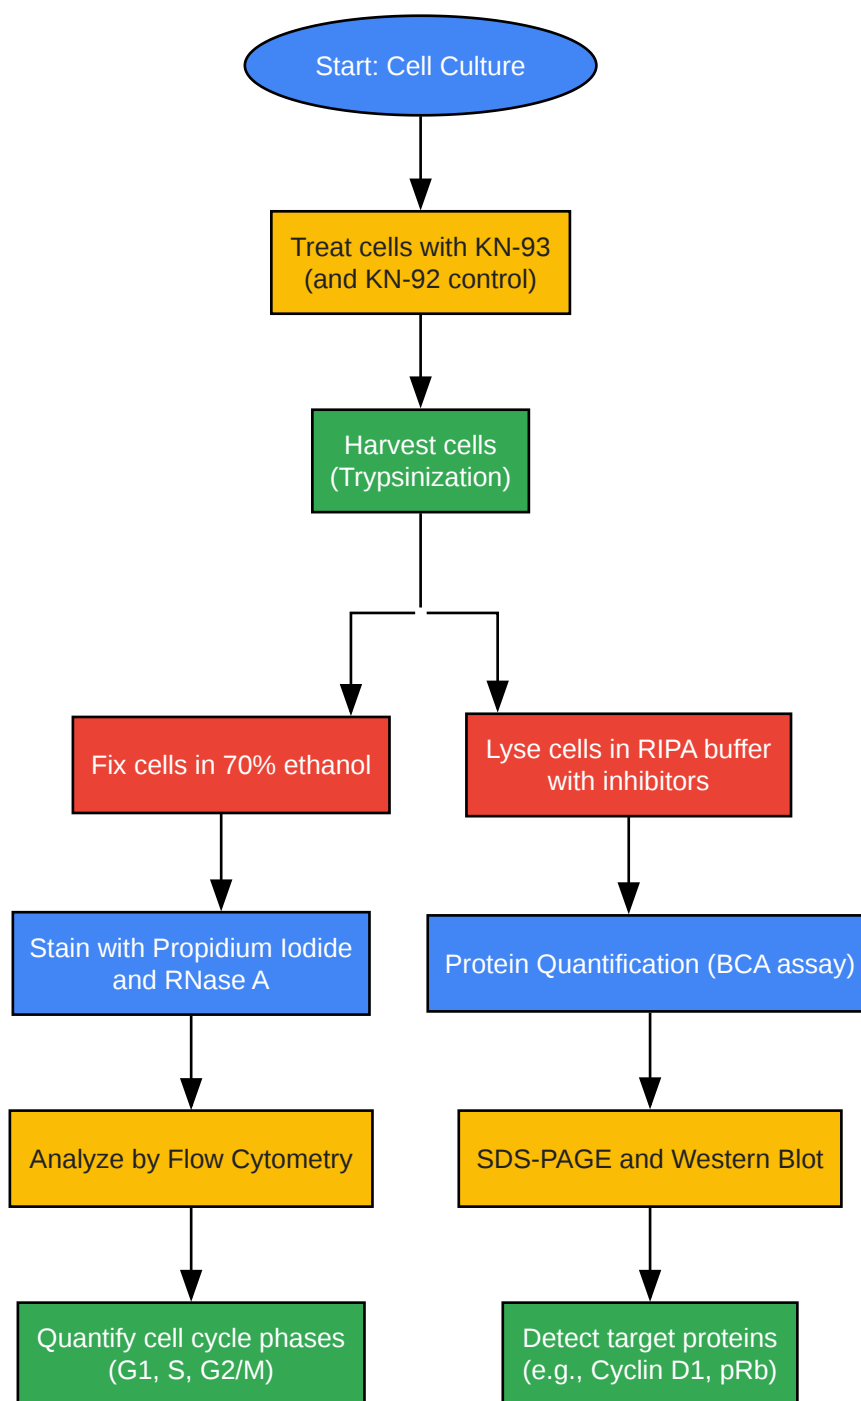 Start: Cell Culture
Treat cells with KN-93
(and KN-92 control)
Harvest cells
(Trypsinization)
Fix cells in 70% ethanol
Lyse cells in RIPA buffer
with inhibitors
Stain with Propidium Iodide
and RNase A
Protein Quantification (BCA assay)
Analyze by Flow Cytometry
SDS-PAGE and Western Blot
Quantify cell cycle phases
(G1, S, G2/M)
Detect target proteins
(e.g., Cyclin D1, pRb)